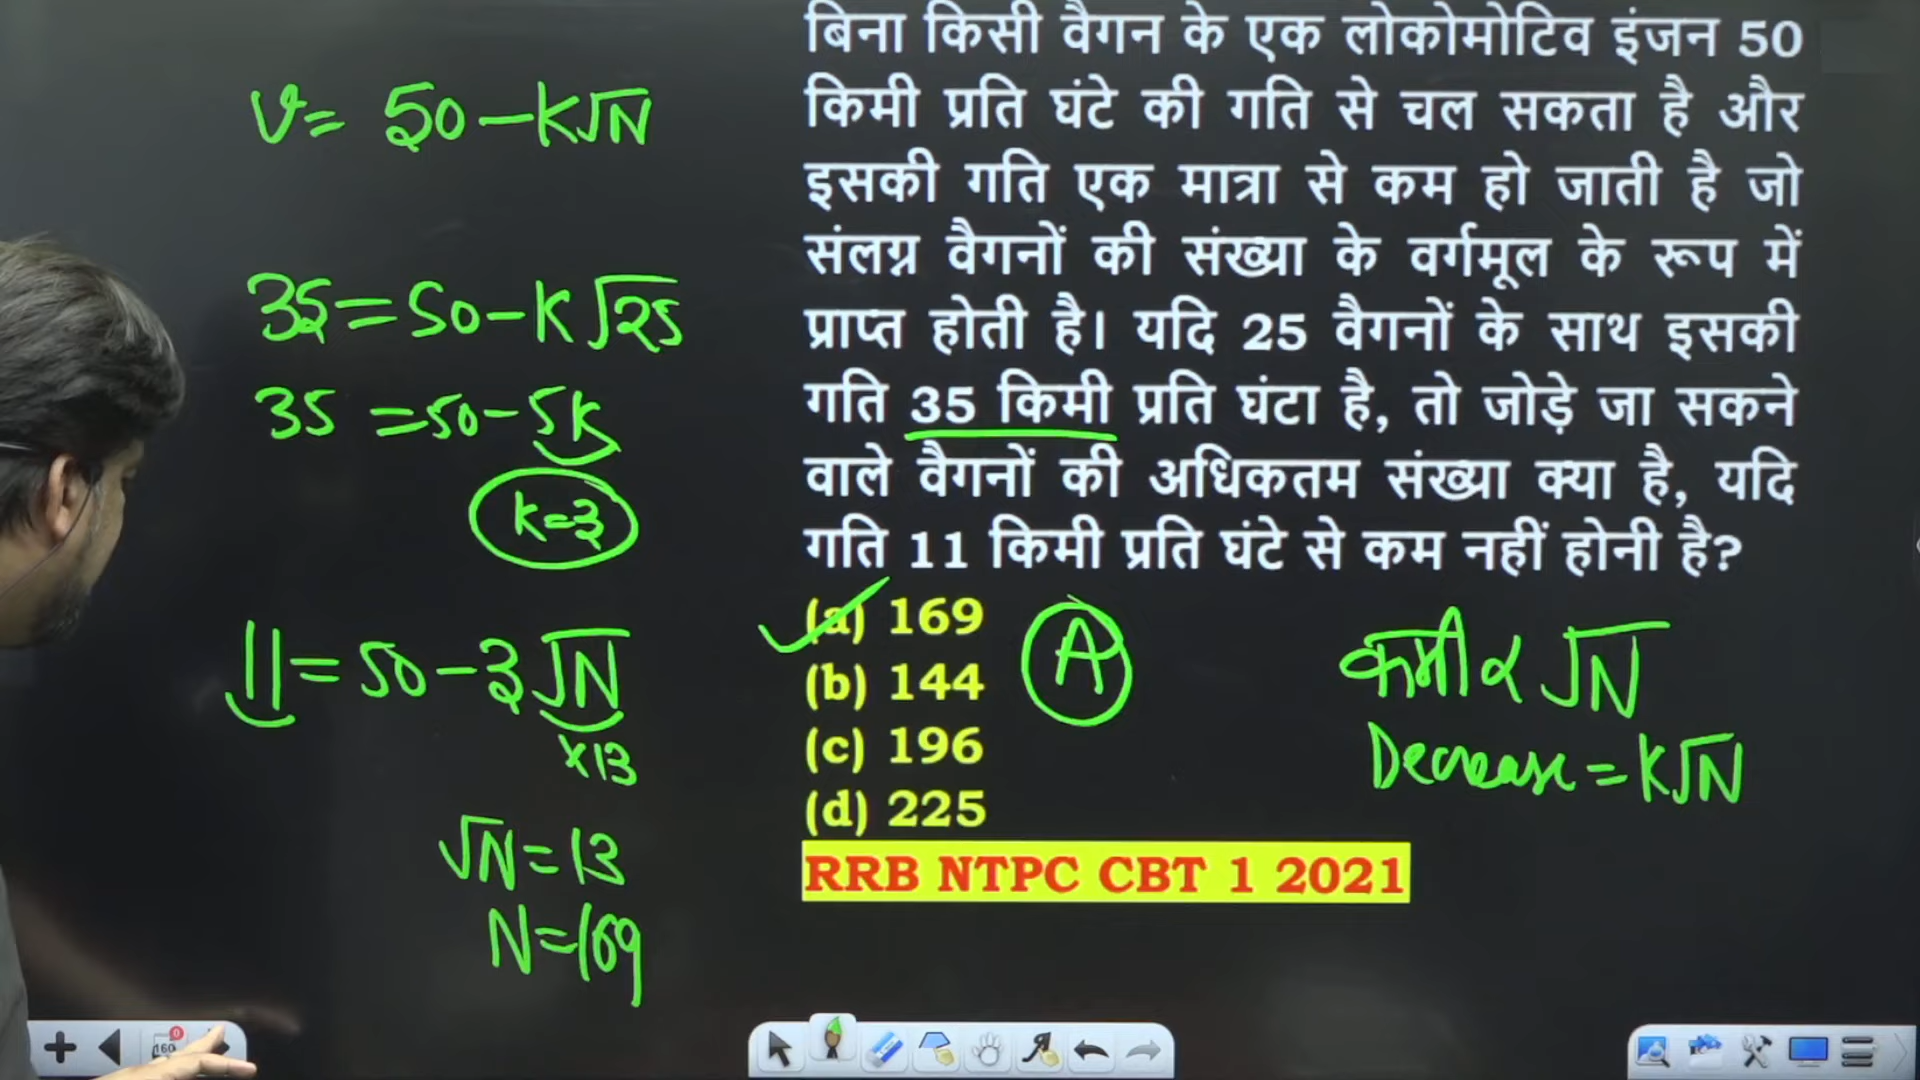 बिना किसी वैगन के एक लोकोमोटिव इंजन 50
किमी प्रति घंटे की गति से चल सकता है और
इसकी गति एक मात्रा से कम हो जाती है जो
संलग्न वैगनों की संख्या के वर्गमूल के रूप में
प्राप्त होती है। यदि 25 वैगनों के साथ इसकी
गति 35 किमी प्रति घंटा है, तो जोड़े जा सकने
वाले वैगनों की अधिकतम संख्या क्या है, यदि
गति 11 किमी प्रति घंटे से कम नहीं होनी है?
(a) 169
(b) 144
(c) 196
(d) 225
RRB NTPC CBT 1 2021
A
कमी ∝ √N
Decrease = K√N
V = 50 - K√N
35 = 50 - K√25
35 = 50 - 5K
K=3
11 = 50 - 3√N
×13
√N = 13
N = 169
160
0